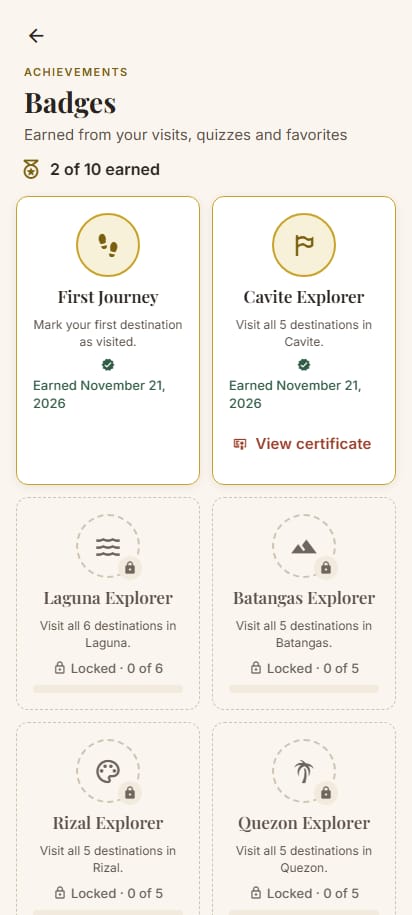 ACHIEVEMENTS
Badges
Earned from your visits, quizzes and favorites
2 of 10 earned
First Journey
Mark your first destination
as visited.
Earned November 21,
2026
Cavite Explorer
Visit all 5 destinations in
Cavite.
Earned November 21,
2026
View certificate
Laguna Explorer
Visit all 6 destinations in
Laguna.
Locked · 0 of 6
Batangas Explorer
Visit all 5 destinations in
Batangas.
Locked · 0 of 5
Rizal Explorer
Visit all 5 destinations in
Rizal.
Locked · 0 of 5
Quezon Explorer
Visit all 5 destinations in
Quezon.
Locked · 0 of 5